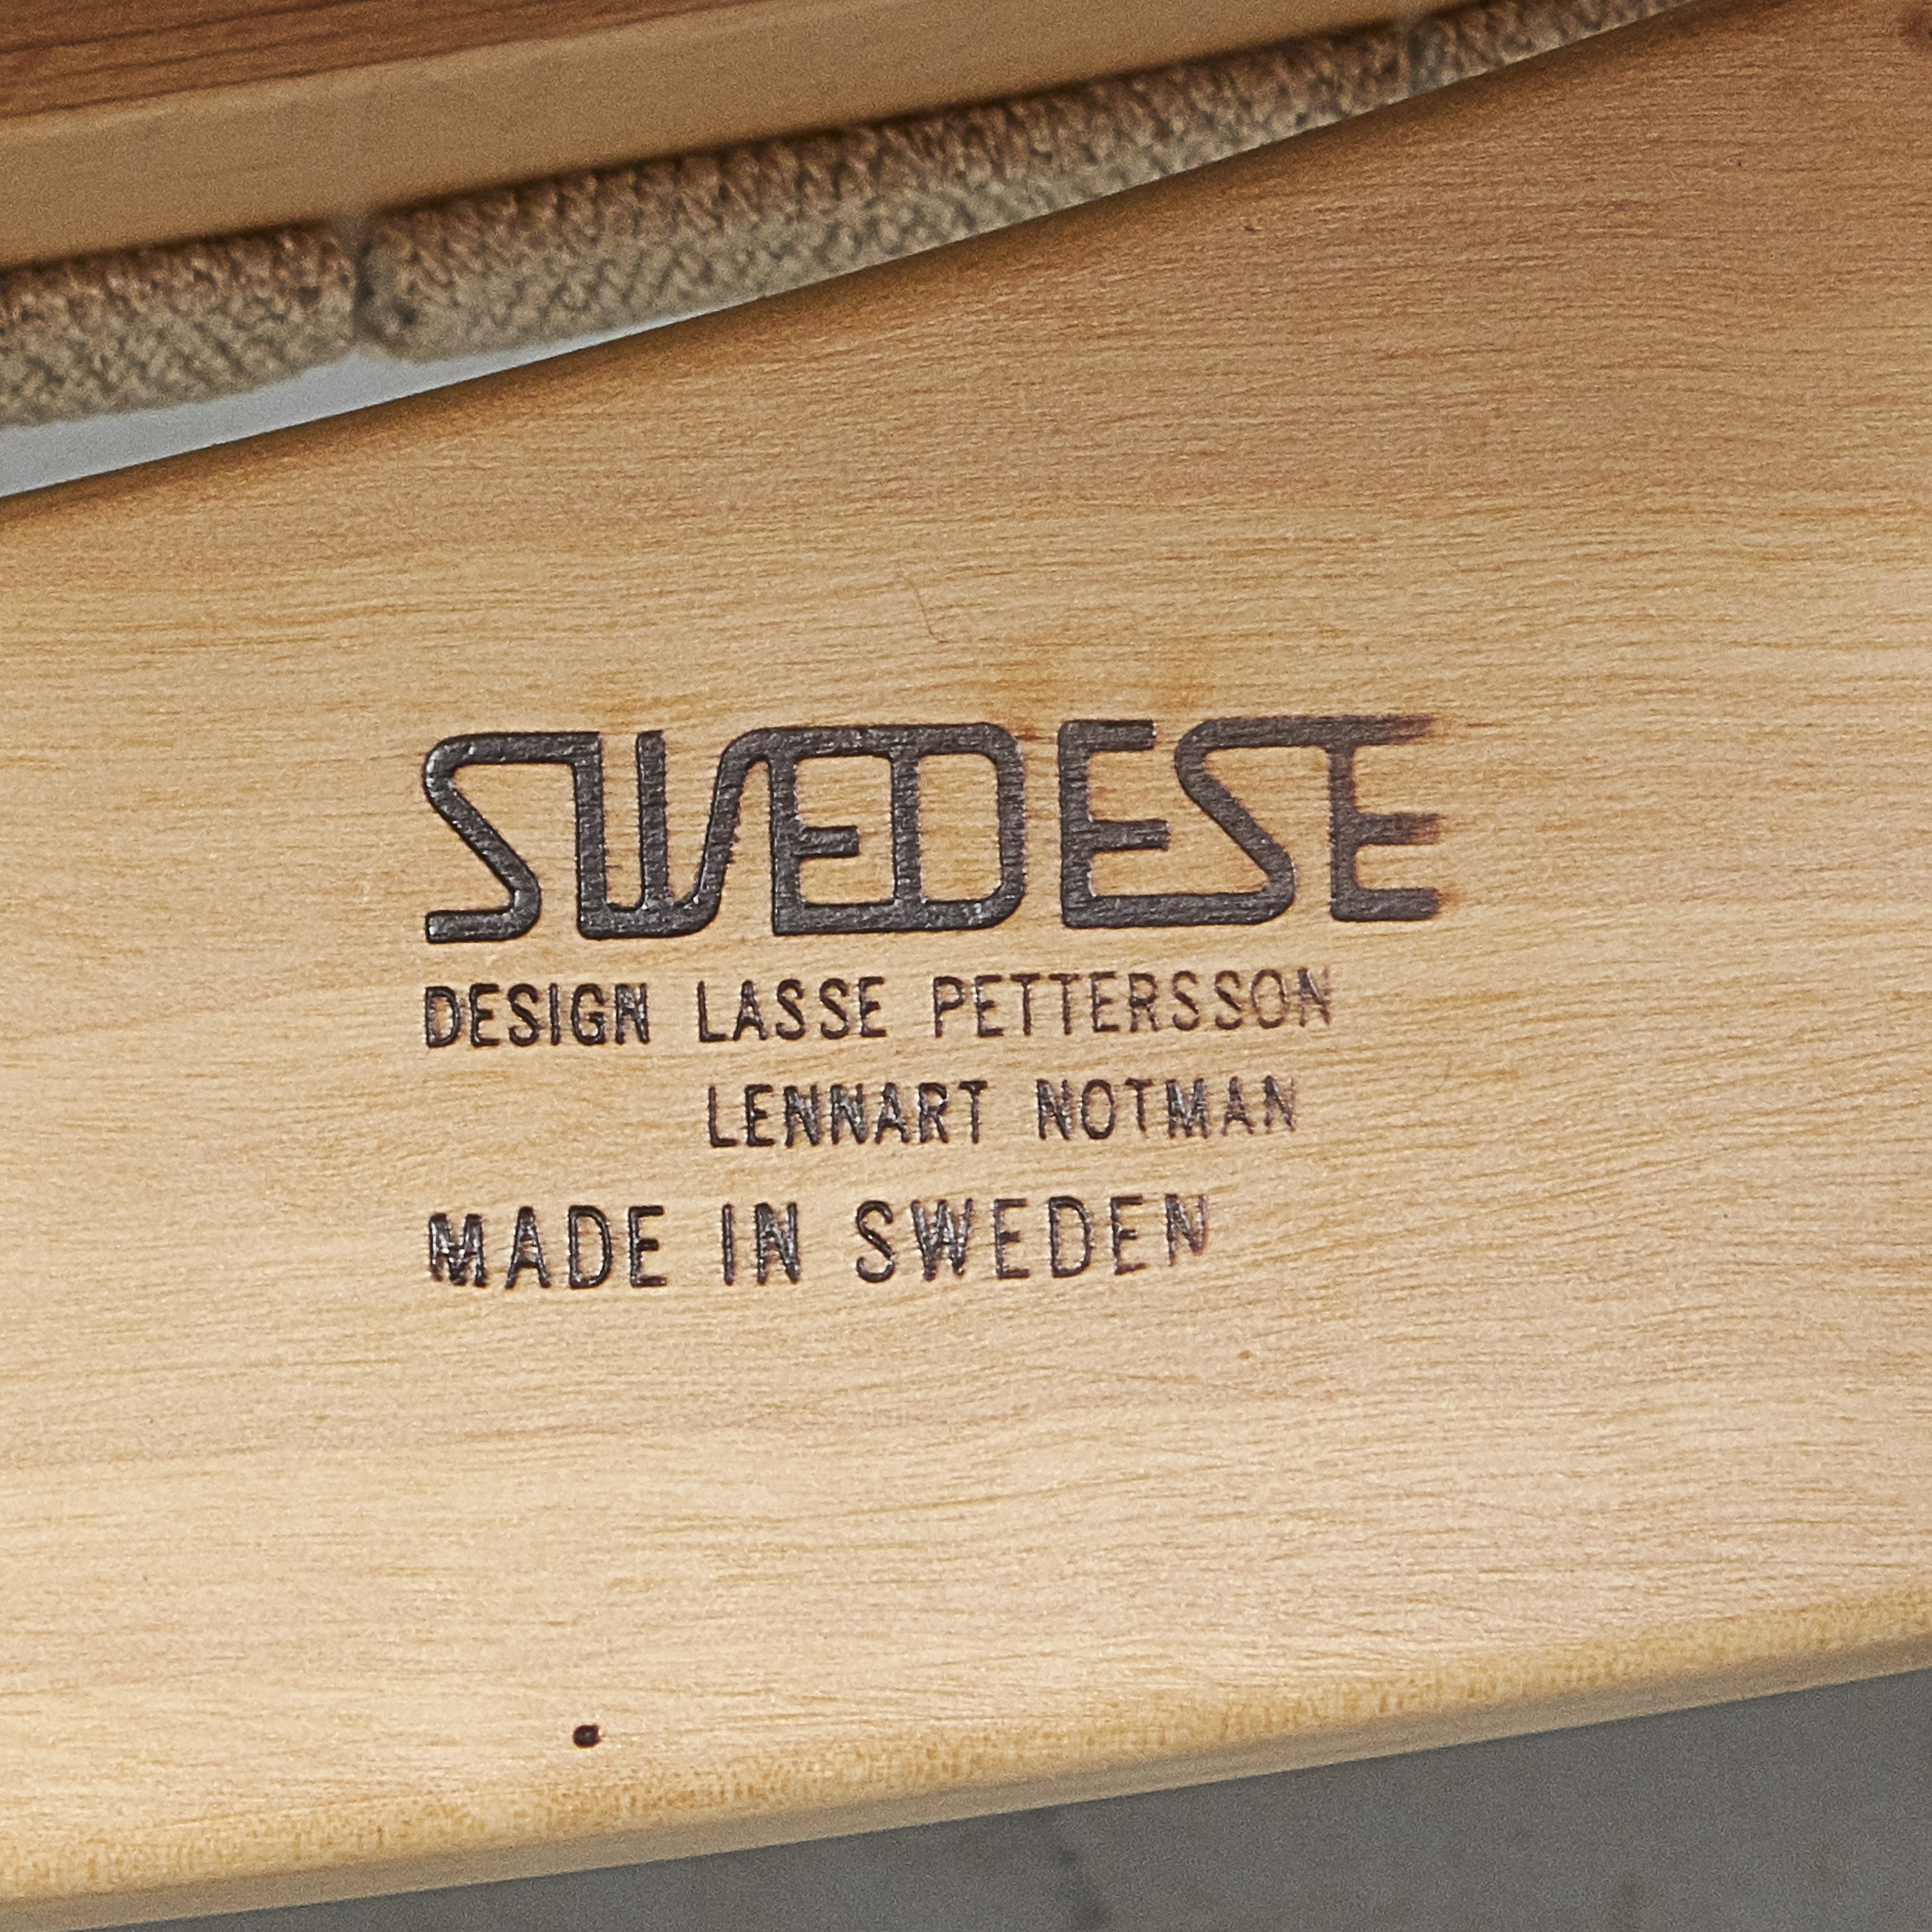 SWEDESE
DESIGN LASSE PETTERSSON
LENNART NOTMAN
MADE IN SWEDEN